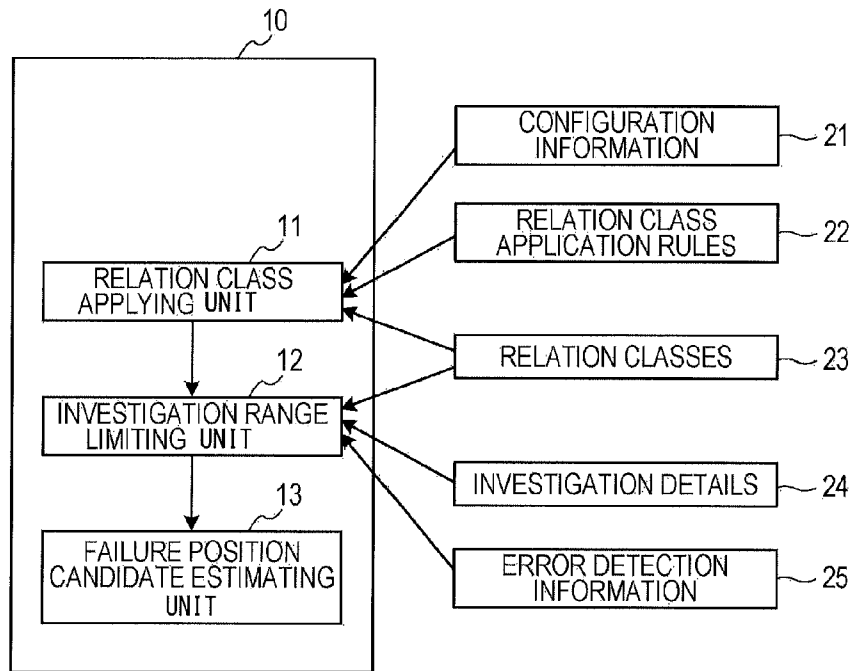 10
CONFIGURATION
INFORMATION
21
RELATION CLASS
APPLICATION RULES
22
11
RELATION CLASS
APPLYING UNIT
RELATION CLASSES
23
12
INVESTIGATION RANGE
LIMITING UNIT
INVESTIGATION DETAILS
24
13
FAILURE POSITION
CANDIDATE ESTIMATING
UNIT
ERROR DETECTION
INFORMATION
25